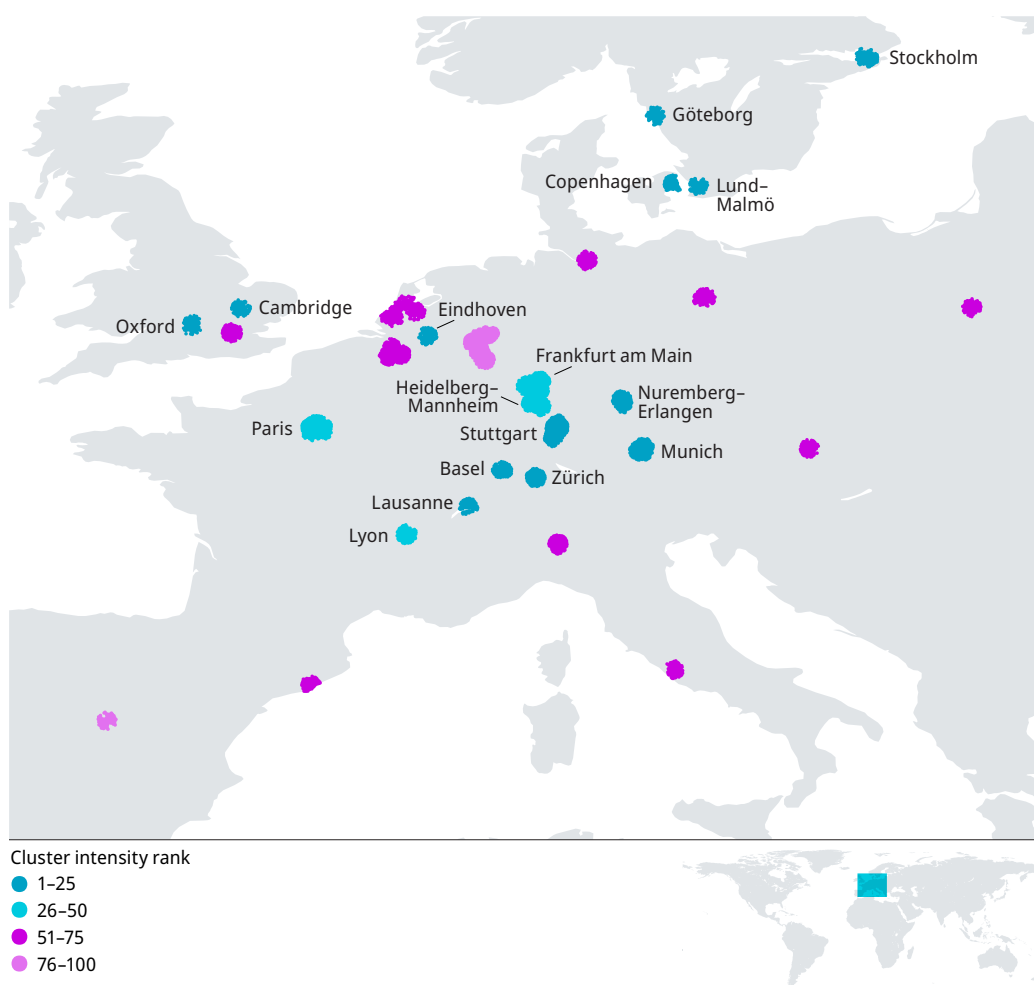 Stockholm
Göteborg
Copenhagen
Lund–
Malmö
Cambridge
Oxford
Eindhoven
Frankfurt am Main
Heidelberg–
Mannheim
Nuremberg–
Erlangen
Paris
Stuttgart
Munich
Basel
Zürich
Lausanne
Lyon
Cluster intensity rank
1–25
26–50
51–75
76–100